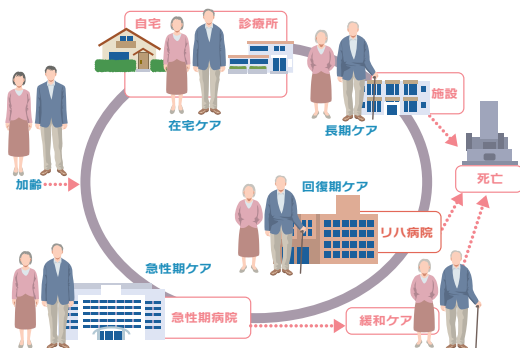 自宅
診療所
在宅ケア
長期ケア
施設
加齢
死亡
回復期ケア
リハ病院
急性期ケア
急性期病院
緩和ケア